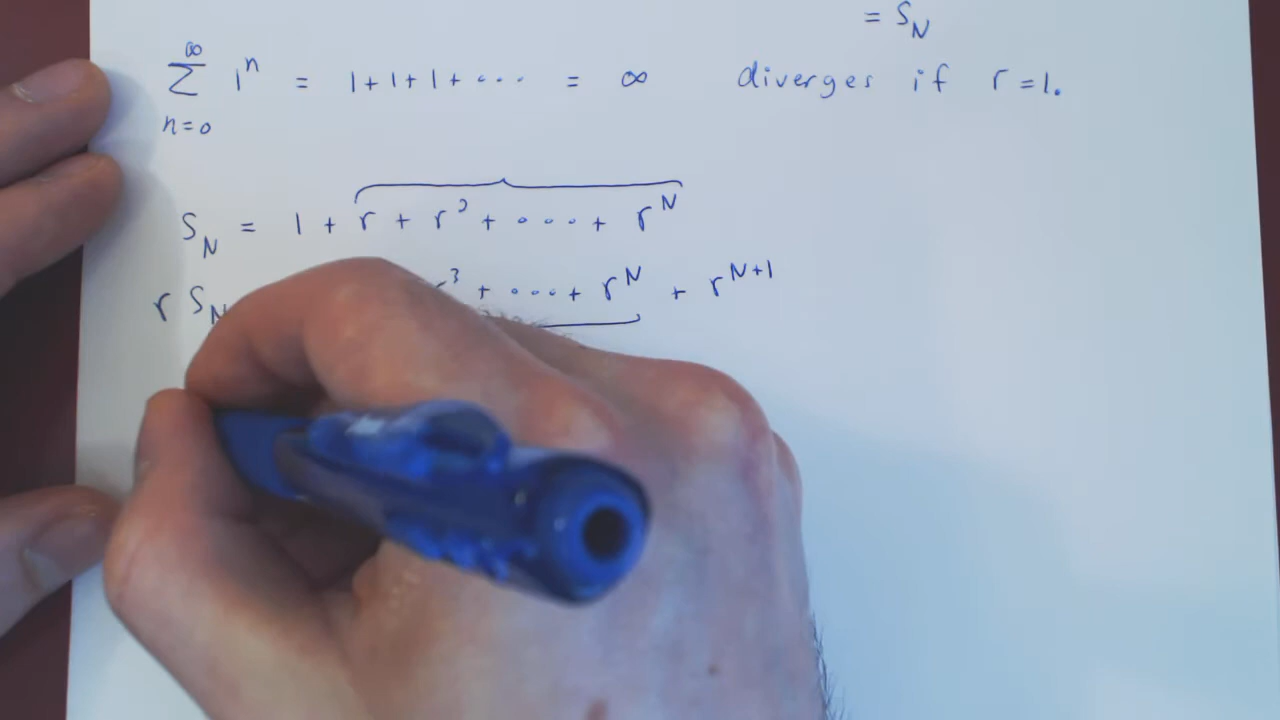 = S_N
∞
∑ 1^n = 1+1+1+··· = ∞ diverges if r=1.
n=0
S_N = 1 + r + r^2 + ···· + r^N
r S_N r^3 + ···· + r^N + r^{N+1}